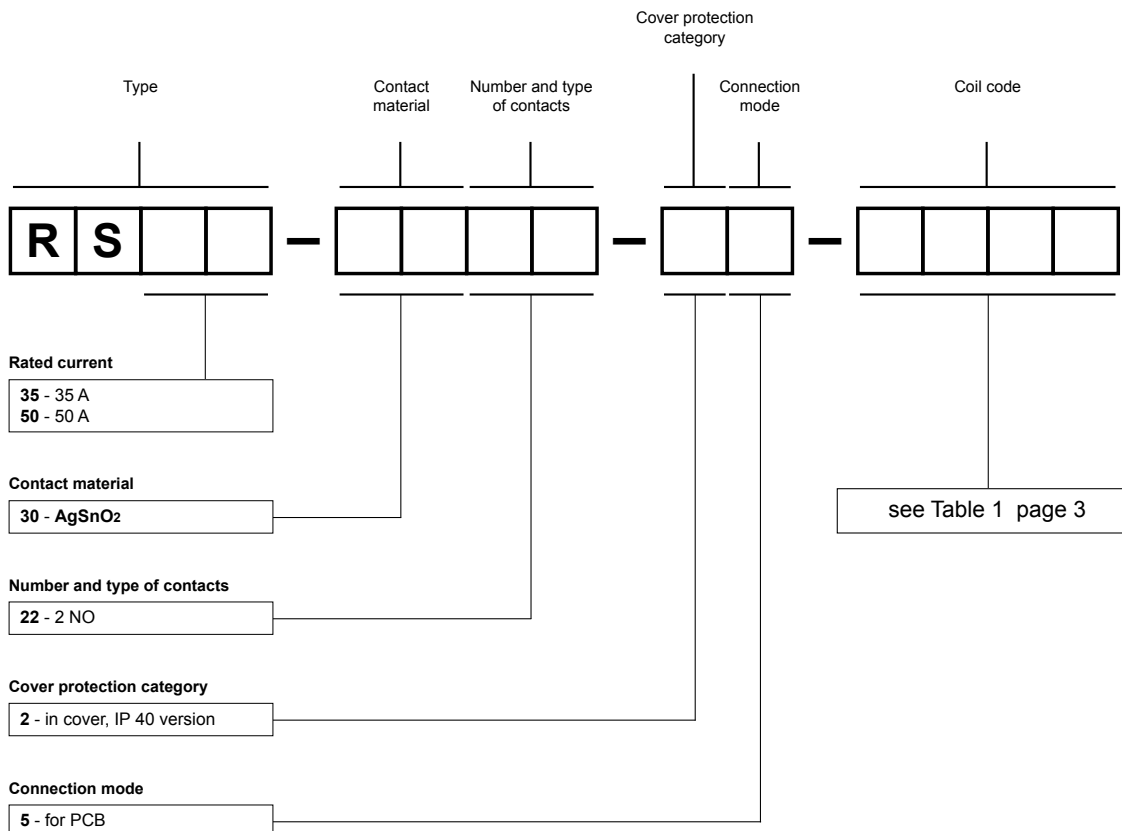 Cover protection
category
Type
Contact
material
Number and type
of contacts
Connection
mode
Coil code
R S – – –
Rated current
35 - 35 A
50 - 50 A
Contact material
30 - AgSnO2
see Table 1 page 3
Number and type of contacts
22 - 2 NO
Cover protection category
2 - in cover, IP 40 version
Connection mode
5 - for PCB